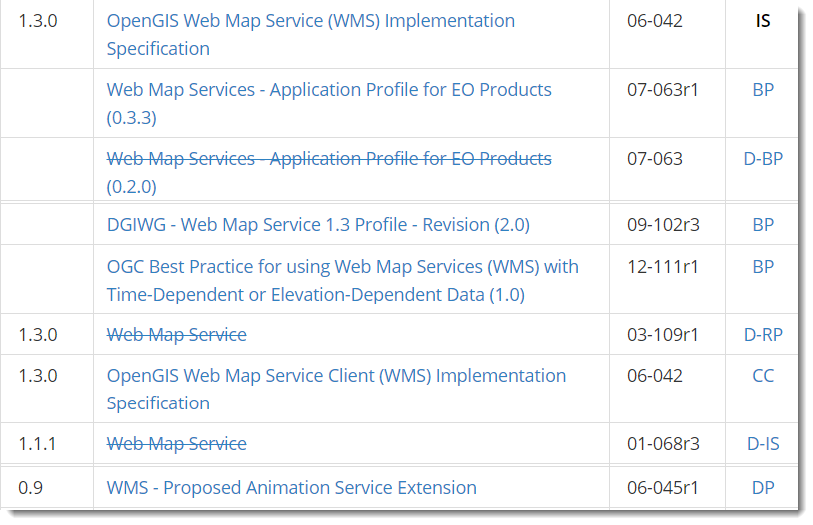 1.3.0 OpenGIS Web Map Service (WMS) Implementation 06-042 IS
Specification
Web Map Services - Application Profile for EO Products 07-063r1 BP
(0.3.3)
Web Map Services - Application Profile for EO Products 07-063 D-BP
(0.2.0)
DGIWG - Web Map Service 1.3 Profile - Revision (2.0) 09-102r3 BP
OGC Best Practice for using Web Map Services (WMS) with 12-111r1 BP
Time-Dependent or Elevation-Dependent Data (1.0)
1.3.0 Web Map Service 03-109r1 D-RP
1.3.0 OpenGIS Web Map Service Client (WMS) Implementation 06-042 CC
Specification
1.1.1 Web Map Service 01-068r3 D-IS
0.9 WMS - Proposed Animation Service Extension 06-045r1 DP